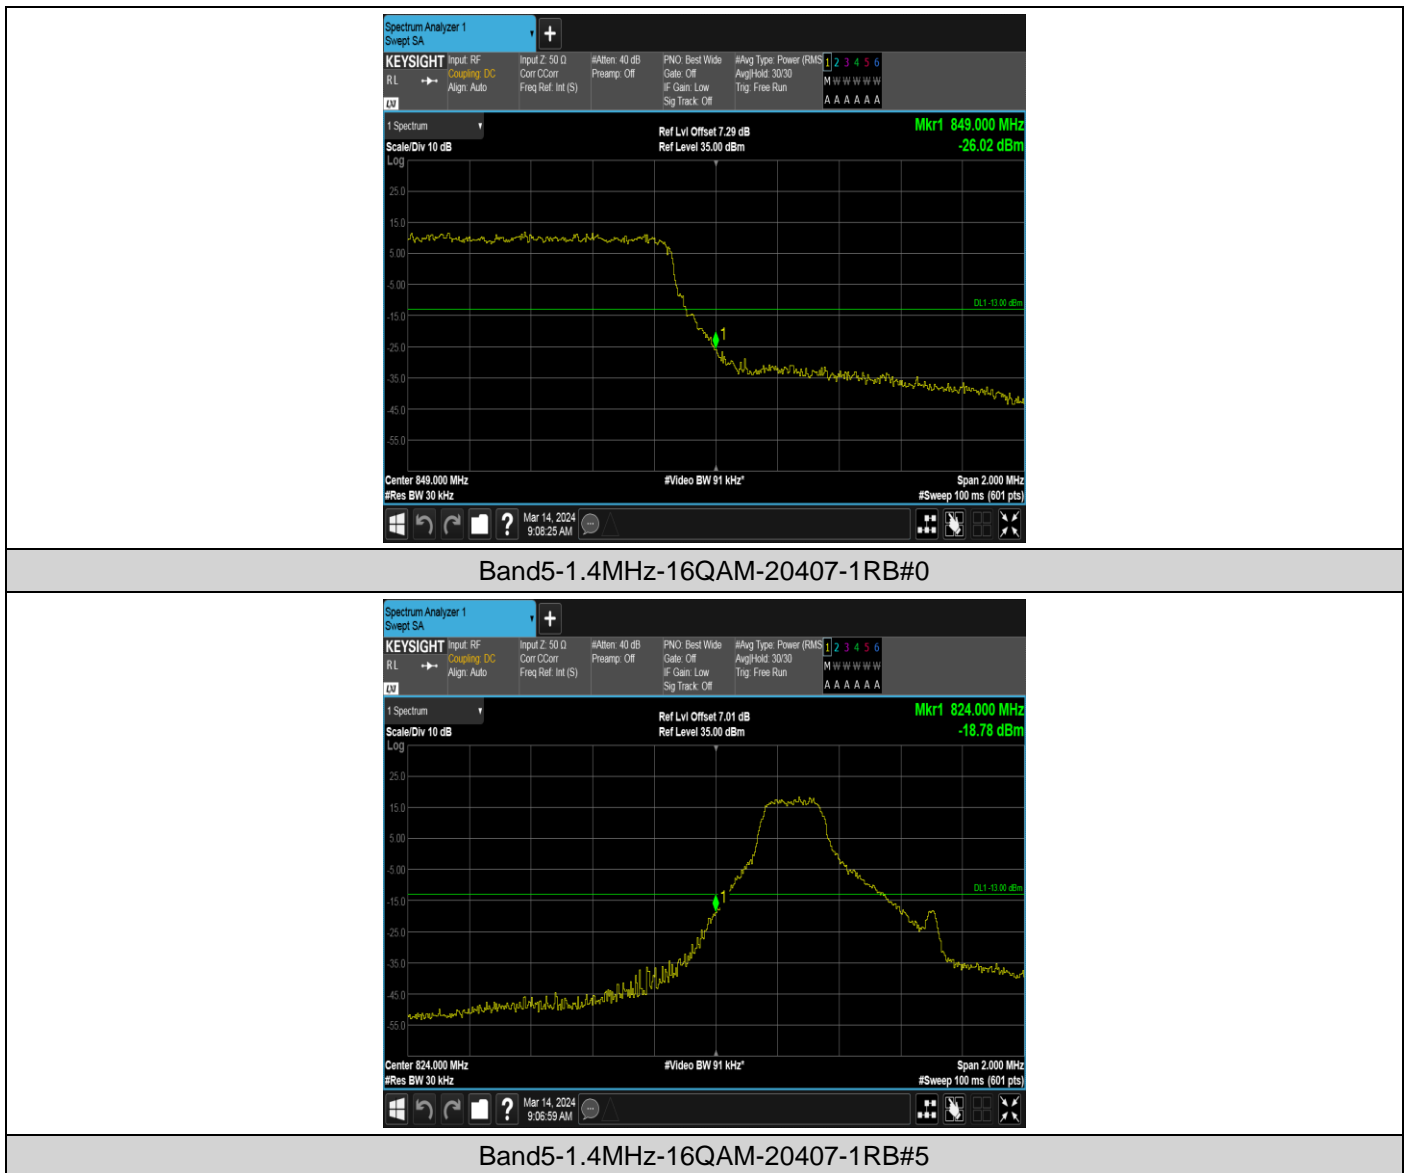 Spectrum Analyzer 1
Swept SA
+
KEYSIGHT
RL
LXI
Input: RF
Coupling: DC
Align: Auto
Input Z: 50 Ω
Corr CCorr
Freq Ref: Int (S)
#Atten: 40 dB
Preamp: Off
PNO: Best Wide
Gate: Off
IF Gain: Low
Sig Track: Off
#Avg Type: Power (RMS
Avg|Hold: 30/30
Trig: Free Run
1 2 3 4 5 6
M W W W W W
A A A A A A
1 Spectrum
Scale/Div 10 dB
Ref Lvl Offset 7.29 dB
Ref Level 35.00 dBm
Mkr1 849.000 MHz
-26.02 dBm
Log
25.0
15.0
5.00
-5.00
-15.0
-25.0
-35.0
-45.0
-55.0
DL1 -13.00 dBm
1
Center 849.000 MHz
#Res BW 30 kHz
#Video BW 91 kHz*
Span 2.000 MHz
#Sweep 100 ms (601 pts)
?
Mar 14, 2024
9:08:25 AM
Band5-1.4MHz-16QAM-20407-1RB#0
Spectrum Analyzer 1
Swept SA
+
KEYSIGHT
RL
LXI
Input: RF
Coupling: DC
Align: Auto
Input Z: 50 Ω
Corr CCorr
Freq Ref: Int (S)
#Atten: 40 dB
Preamp: Off
PNO: Best Wide
Gate: Off
IF Gain: Low
Sig Track: Off
#Avg Type: Power (RMS
Avg|Hold: 30/30
Trig: Free Run
1 2 3 4 5 6
M W W W W W
A A A A A A
1 Spectrum
Scale/Div 10 dB
Ref Lvl Offset 7.01 dB
Ref Level 35.00 dBm
Mkr1 824.000 MHz
-18.78 dBm
Log
25.0
15.0
5.00
-5.00
-15.0
-25.0
-35.0
-45.0
-55.0
DL1 -13.00 dBm
1
Center 824.000 MHz
#Res BW 30 kHz
#Video BW 91 kHz*
Span 2.000 MHz
#Sweep 100 ms (601 pts)
?
Mar 14, 2024
9:06:59 AM
Band5-1.4MHz-16QAM-20407-1RB#5